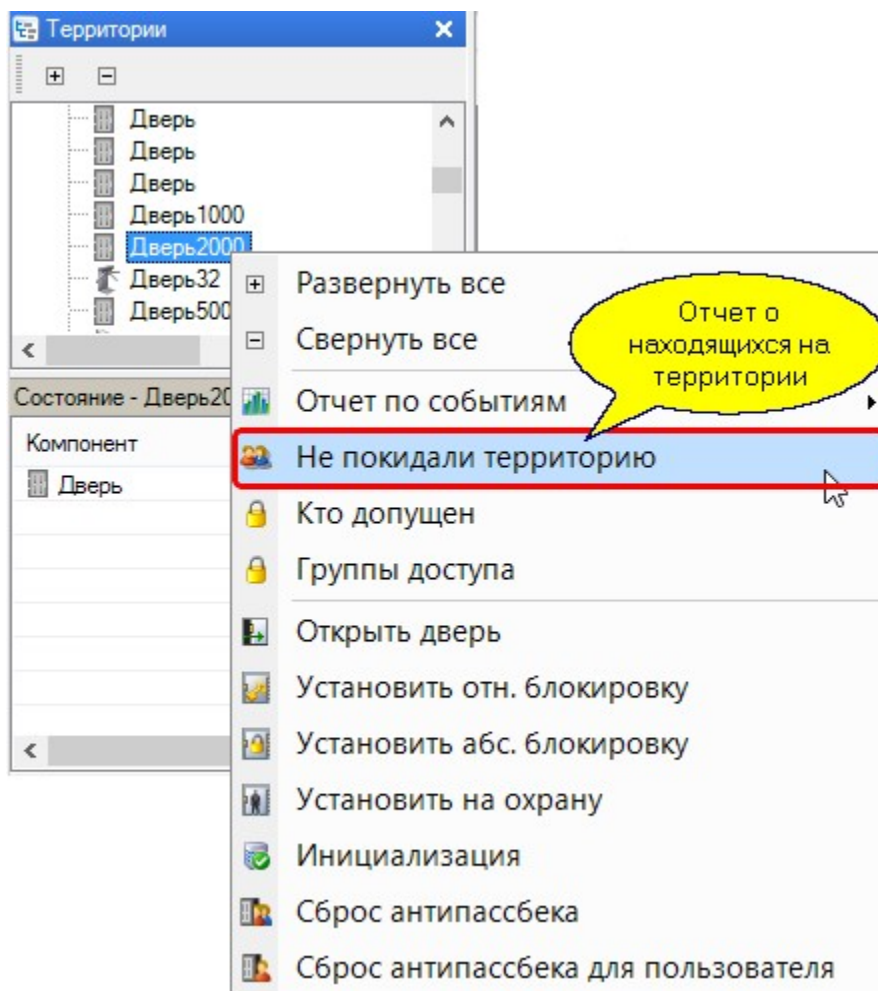 Территории
Дверь
Дверь
Дверь
Дверь1000
Дверь2000
Дверь32
Дверь500
Состояние - Дверь20
Компонент
Дверь
Развернуть все
Свернуть все
Отчет по событиям
Не покидали территорию
Кто допущен
Группы доступа
Открыть дверь
Установить отн. блокировку
Установить абс. блокировку
Установить на охрану
Инициализация
Сброс антипассбека
Сброс антипассбека для пользователя
Отчет о
находящихся на
территории